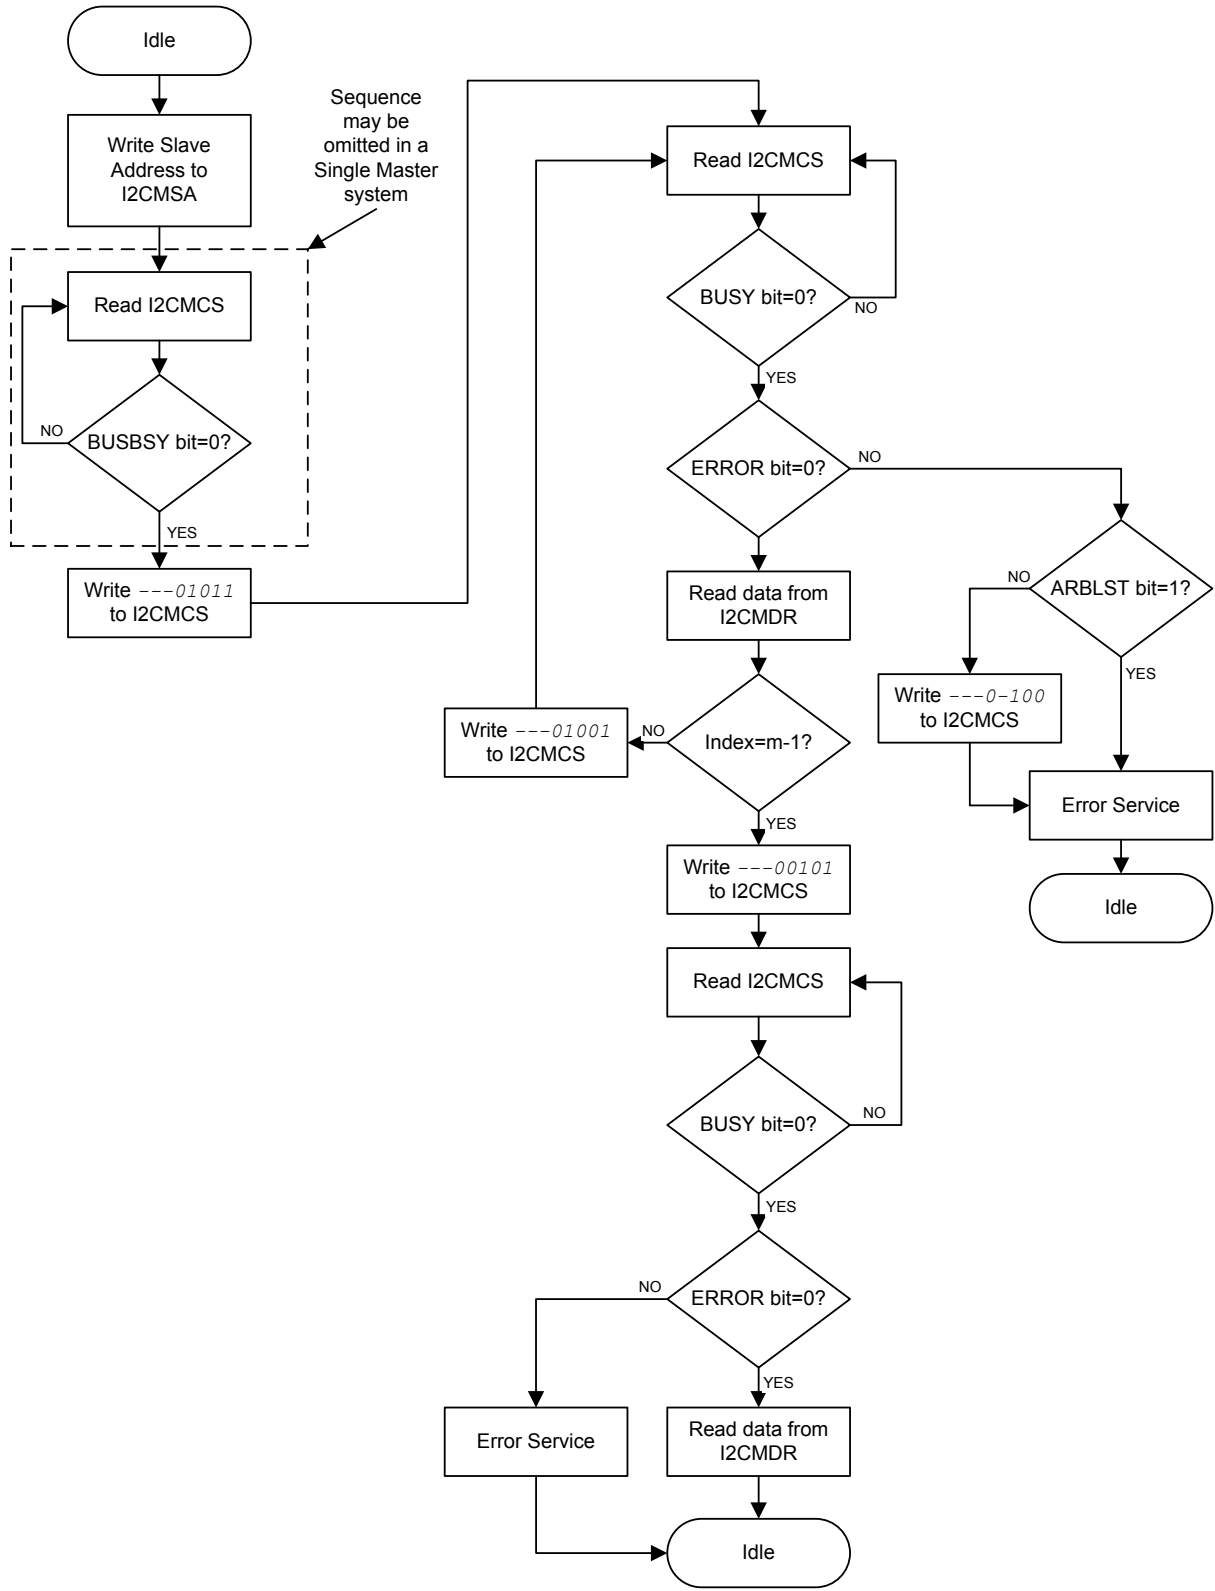 Idle
Write Slave
Address to
I2CMSA
Sequence
may be
omitted in a
Single Master
system
Read I2CMCS
BUSBSY bit=0?
NO
YES
Write ---01011
to I2CMCS
Read I2CMCS
BUSY bit=0?
NO
YES
ERROR bit=0?
NO
Read data from
I2CMDR
ARBLST bit=1?
NO
YES
Write ---0-100
to I2CMCS
Error Service
Idle
Index=m-1?
NO
Write ---01001
to I2CMCS
YES
Write ---00101
to I2CMCS
Read I2CMCS
BUSY bit=0?
NO
YES
ERROR bit=0?
NO
YES
Error Service
Read data from
I2CMDR
Idle